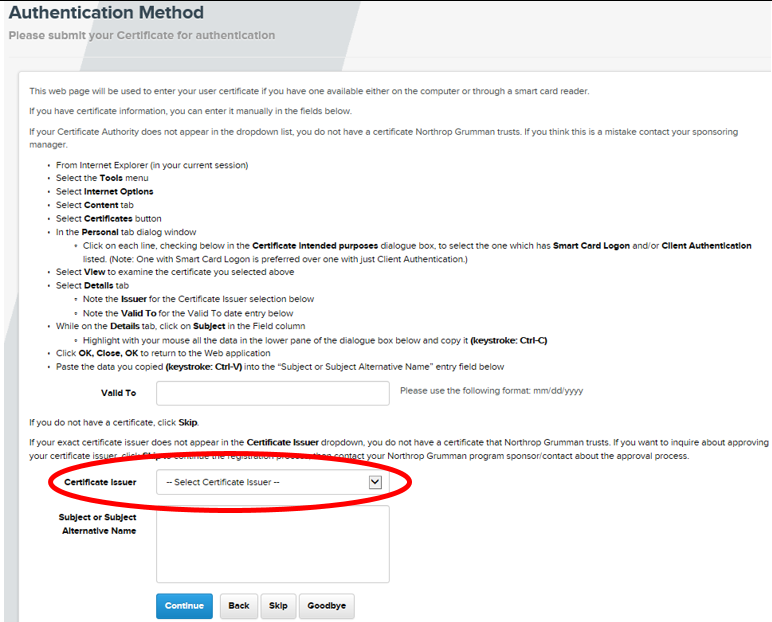 Authentication Method
Please submit your Certificate for authentication
This web page will be used to enter your user certificate if you have one available either on the computer or through a smart card reader.
If you have certificate information, you can enter it manually in the fields below.
If your Certificate Authority does not appear in the dropdown list, you do not have a certificate Northrop Grumman trusts. If you think this is a mistake contact your sponsoring
manager.
• From Internet Explorer (in your current session)
• Select the Tools menu
• Select Internet Options
• Select Content tab
• Select Certificates button
• In the Personal tab dialog window
◦ Click on each line, checking below in the Certificate intended purposes dialogue box, to select the one which has Smart Card Logon and/or Client Authentication
listed. (Note: One with Smart Card Logon is preferred over one with just Client Authentication.)
• Select View to examine the certificate you selected above
• Select Details tab
◦ Note the Issuer for the Certificate Issuer selection below
◦ Note the Valid To for the Valid To date entry below
• While on the Details tab, click on Subject in the Field column
◦ Highlight with your mouse all the data in the lower pane of the dialogue box below and copy it (keystroke: Ctrl-C)
• Click OK, Close, OK to return to the Web application
• Paste the data you copied (keystroke: Ctrl-V) into the "Subject or Subject Alternative Name" entry field below
Valid To
Please use the following format: mm/dd/yyyy
If you do not have a certificate, click Skip.
If your exact certificate issuer does not appear in the Certificate Issuer dropdown, you do not have a certificate that Northrop Grumman trusts. If you want to inquire about approving
your certificate issuer, click Skip to continue the registration process, then contact your Northrop Grumman program sponsor/contact about the approval process.
Certificate Issuer
-- Select Certificate Issuer --
Subject or Subject
Alternative Name
Continue Back Skip Goodbye